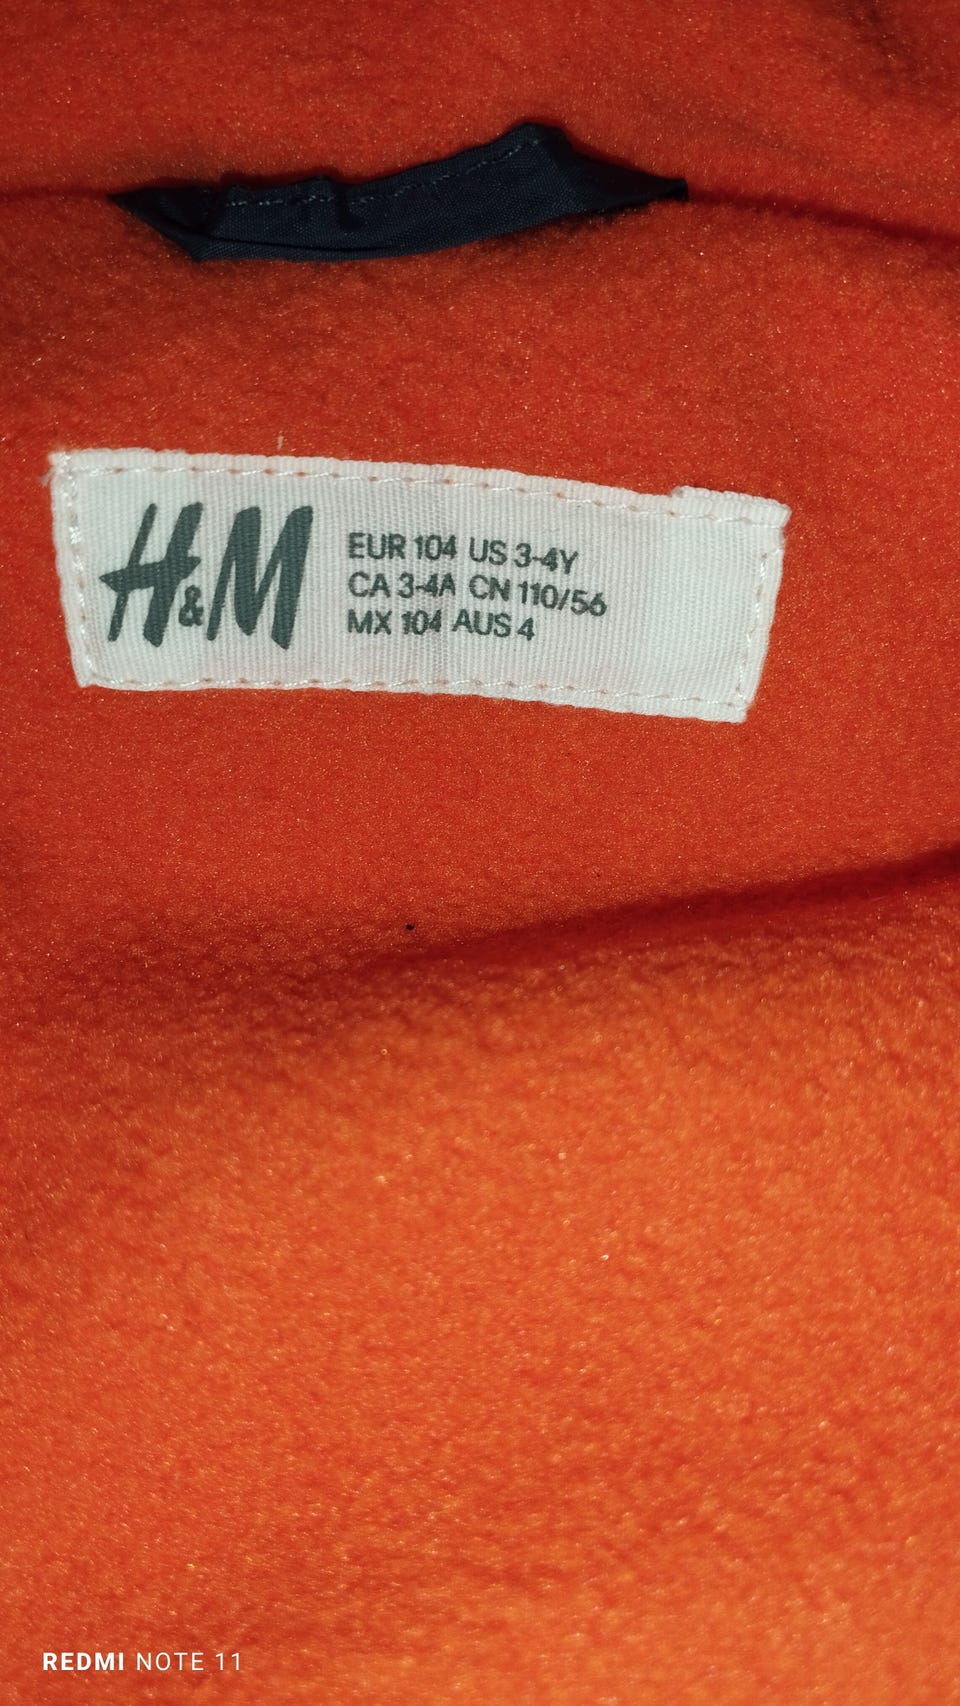 H&M
EUR 104 US 3-4Y
CA 3-4A CN 110/56
MX 104 AUS 4
REDMI NOTE 11